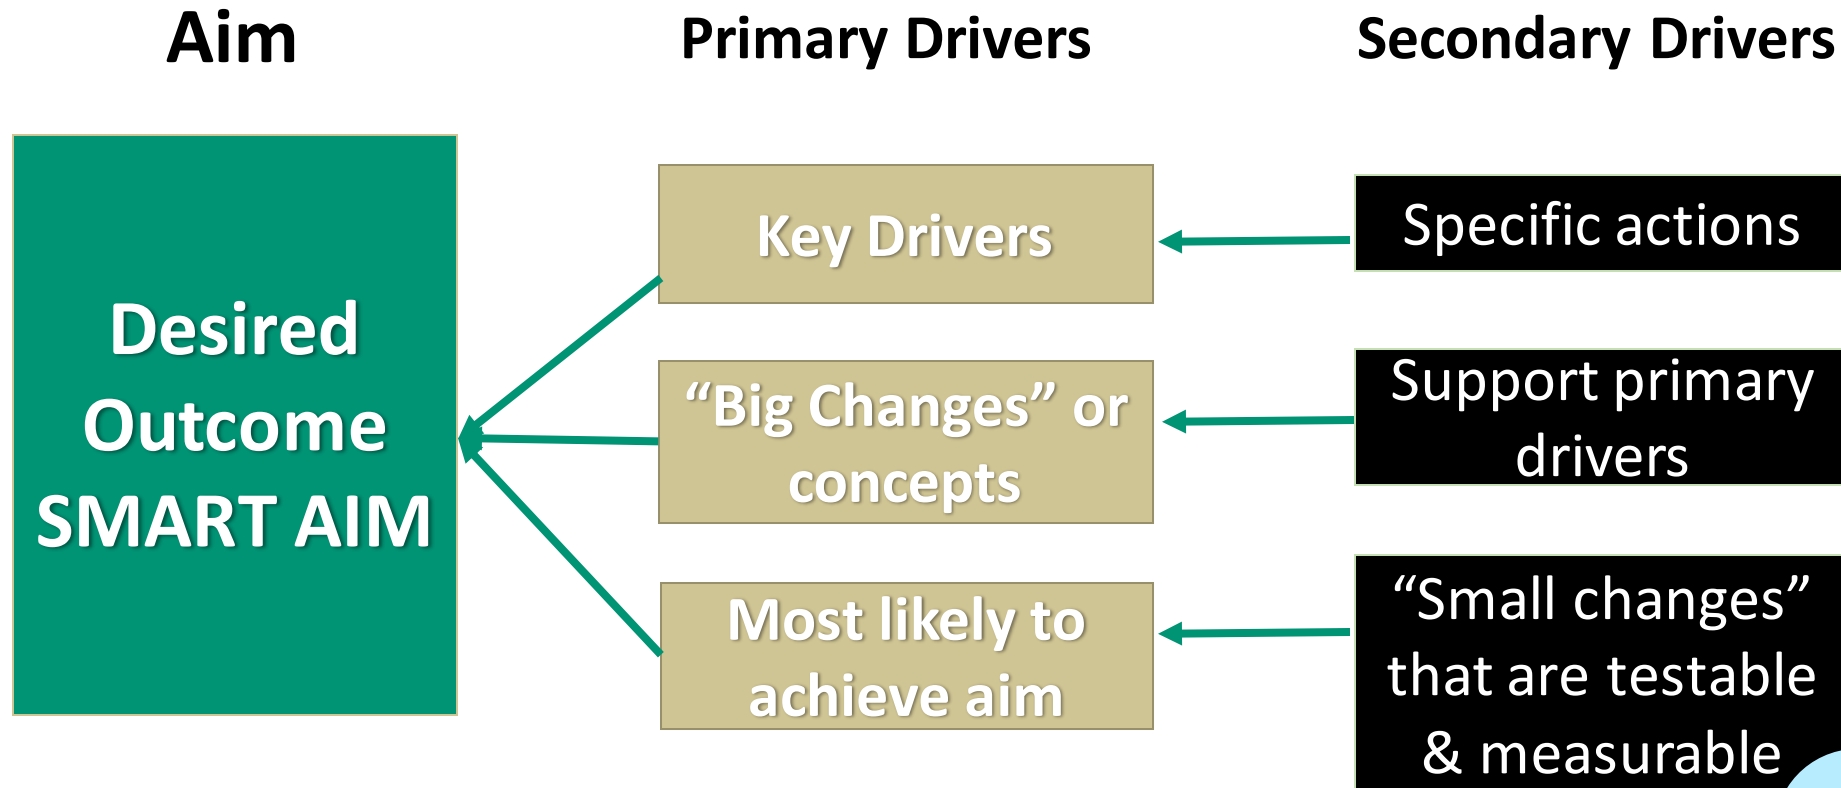 Aim
Primary Drivers
Secondary Drivers
Desired
Outcome
SMART AIM
Key Drivers
“Big Changes” or
concepts
Most likely to
achieve aim
Specific actions
Support primary
drivers
“Small changes”
that are testable
& measurable